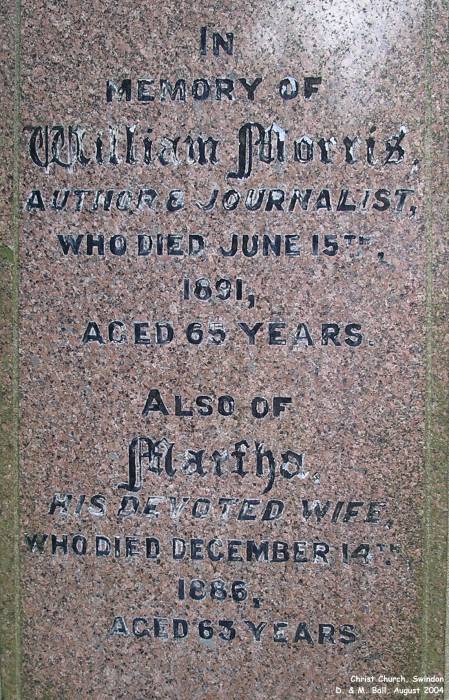 IN
MEMORY OF
William Morris,
AUTHOR & JOURNALIST,
WHO DIED JUNE 15TH,
1891,
AGED 65 YEARS.
ALSO OF
Martha,
HIS DEVOTED WIFE,
WHO DIED DECEMBER 14TH,
1886,
AGED 63 YEARS
Christ Church, Swindon
D. & M. Ball, August 2004